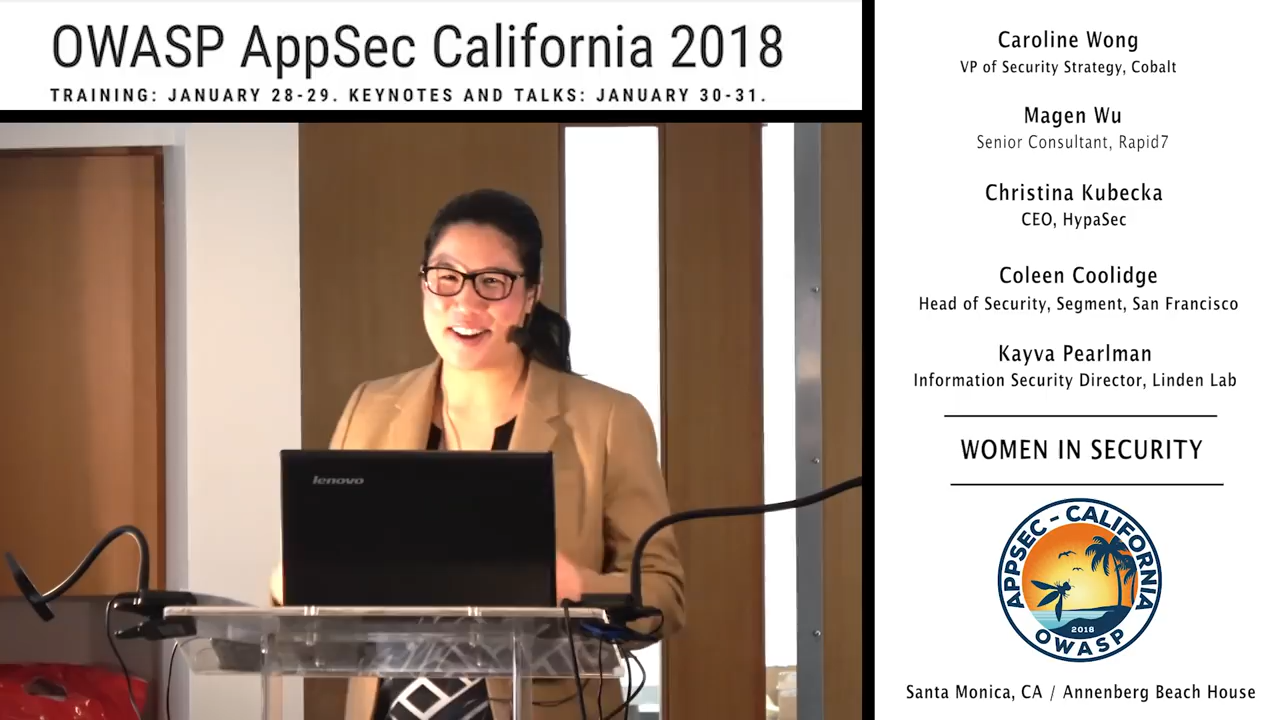 OWASP AppSec California 2018
TRAINING: JANUARY 28-29. KEYNOTES AND TALKS: JANUARY 30-31.
lenovo
Caroline Wong
VP of Security Strategy, Cobalt
Magen Wu
Senior Consultant, Rapid7
Christina Kubecka
CEO, HypaSec
Coleen Coolidge
Head of Security, Segment, San Francisco
Kayva Pearlman
Information Security Director, Linden Lab
WOMEN IN SECURITY
APPSEC - CALIFORNIA
2018
OWASP
Santa Monica, CA / Annenberg Beach House